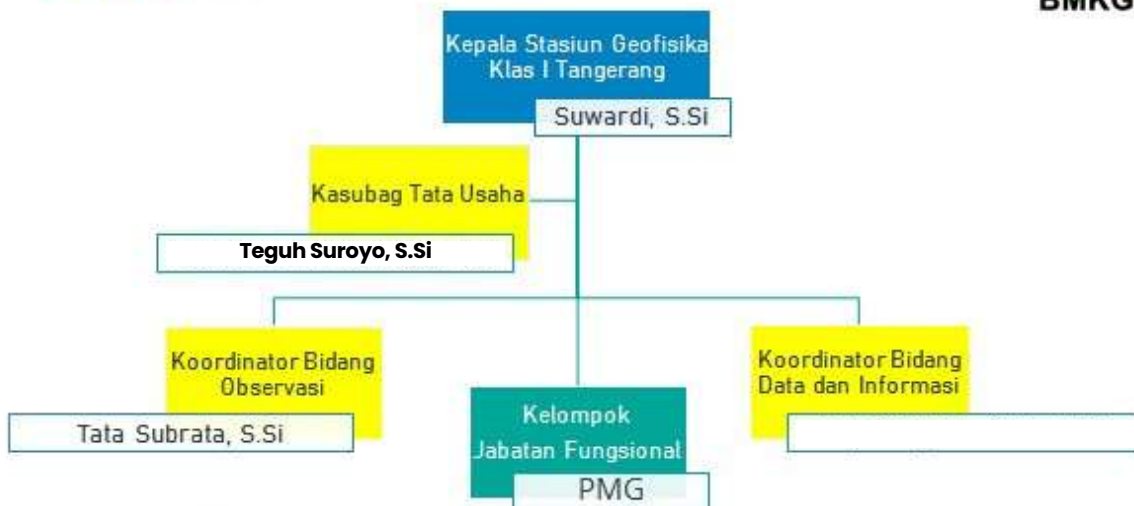 BMKG
Kepala Stasiun Geofisika
Klas I Tangerang
Suwardi, S.Si
Kasubag Tata Usaha
Teguh Suroyo, S.Si
Koordinator Bidang
Observasi
Tata Subrata, S.Si
Kelompok
Jabatan Fungsional
PMG
Koordinator Bidang
Data dan Informasi